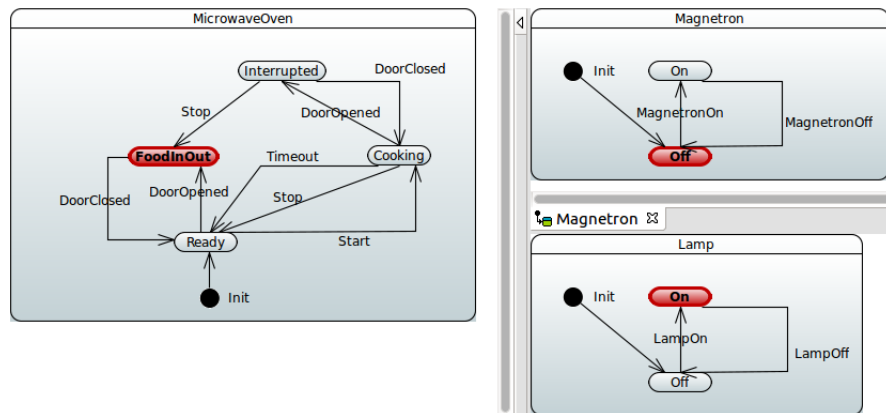 MicrowaveOven
Interrupted
DoorClosed
Stop
DoorOpened
FoodInOut
Timeout
Cooking
DoorClosed
DoorOpened
Stop
Ready
Start
Init
Magnetron
Init
On
MagnetronOn
MagnetronOff
Off
Magnetron
Lamp
Init
On
LampOn
LampOff
Off